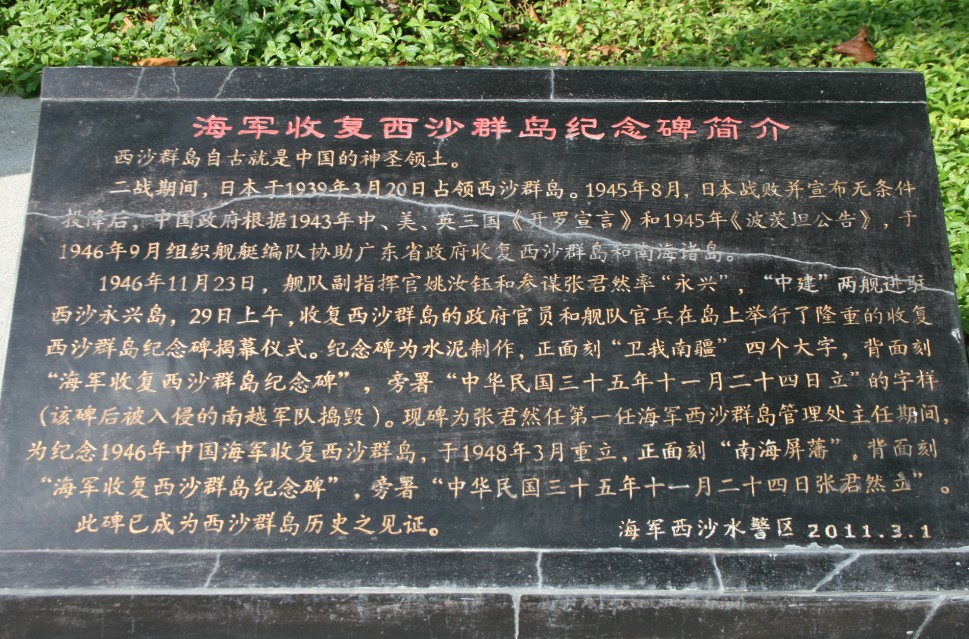 海军收复西沙群岛纪念碑简介
西沙群岛自古就是中国的神圣领土。
二战期间，日本于1939年3月20日占领西沙群岛。1945年8月，日本战败并宣布无条件
投降后，中国政府根据1943年中、美、英三国《开罗宣言》和1945年《波茨坦公告》，于
1946年9月组织舰艇编队协助广东省政府收复西沙群岛和南海诸岛。
1946年11月23日，舰队副指挥官姚汝钰和参谋张君然率“永兴”，“中建”两舰进驻
西沙永兴岛，29日上午，收复西沙群岛的政府官员和舰队官兵在岛上举行了隆重的收复
西沙群岛纪念碑揭幕仪式。纪念碑为水泥制作，正面刻“卫我南疆”四个大字，背面刻
“海军收复西沙群岛纪念碑”，旁署“中华民国三十五年十一月二十四日立”的字样
（该碑后被入侵的南越军队捣毁）。现碑为张君然任第一任海军西沙群岛管理处主任期间，
为纪念1946年中国海军收复西沙群岛，于1948年3月重立，正面刻“南海屏藩”。背面刻
“海军收复西沙群岛纪念碑”，旁署“中华民国三十五年十一月二十四日张君然立”。
此碑已成为西沙群岛历史之见证。
海军西沙水警区 2011.3.1